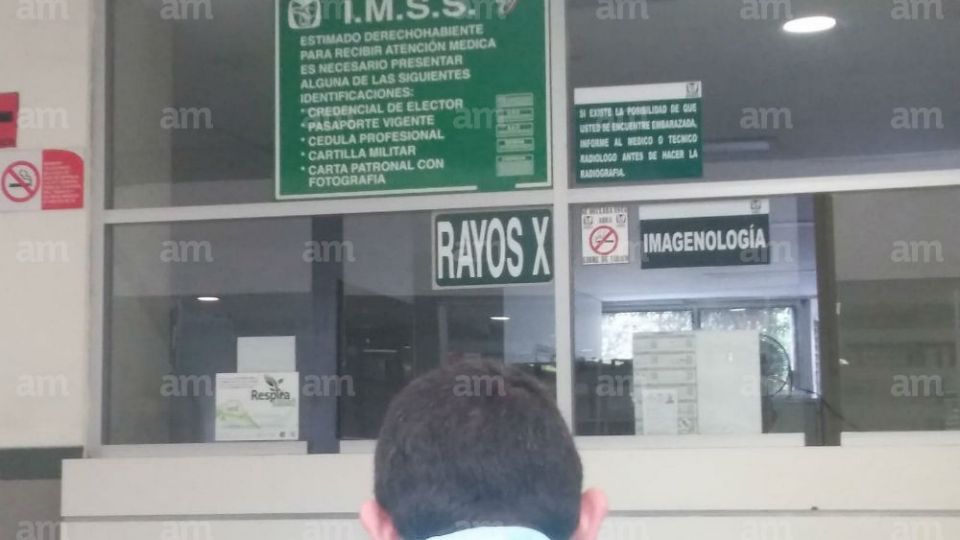 I.M.S.S.
ESTIMADO DERECHOHABIENTE
PARA RECIBIR ATENCIÓN MEDICA
ES NECESARIO PRESENTAR
ALGUNA DE LAS SIGUIENTES
IDENTIFICACIONES:
* CREDENCIAL DE ELECTOR
* PASAPORTE VIGENTE
* CEDULA PROFESIONAL
* CARTILLA MILITAR
* CARTA PATRONAL CON
FOTOGRAFIA
SI EXISTE LA POSIBILIDAD DE QUE
USTED SE ENCUENTRE EMBARAZADA,
INFORME AL MEDICO O TECNICO
RADIOLOGO ANTES DE HACER LA
RADIOGRAFIA.
RAYOS X
AREA
IMAGENOLOGÍA
Respira
am